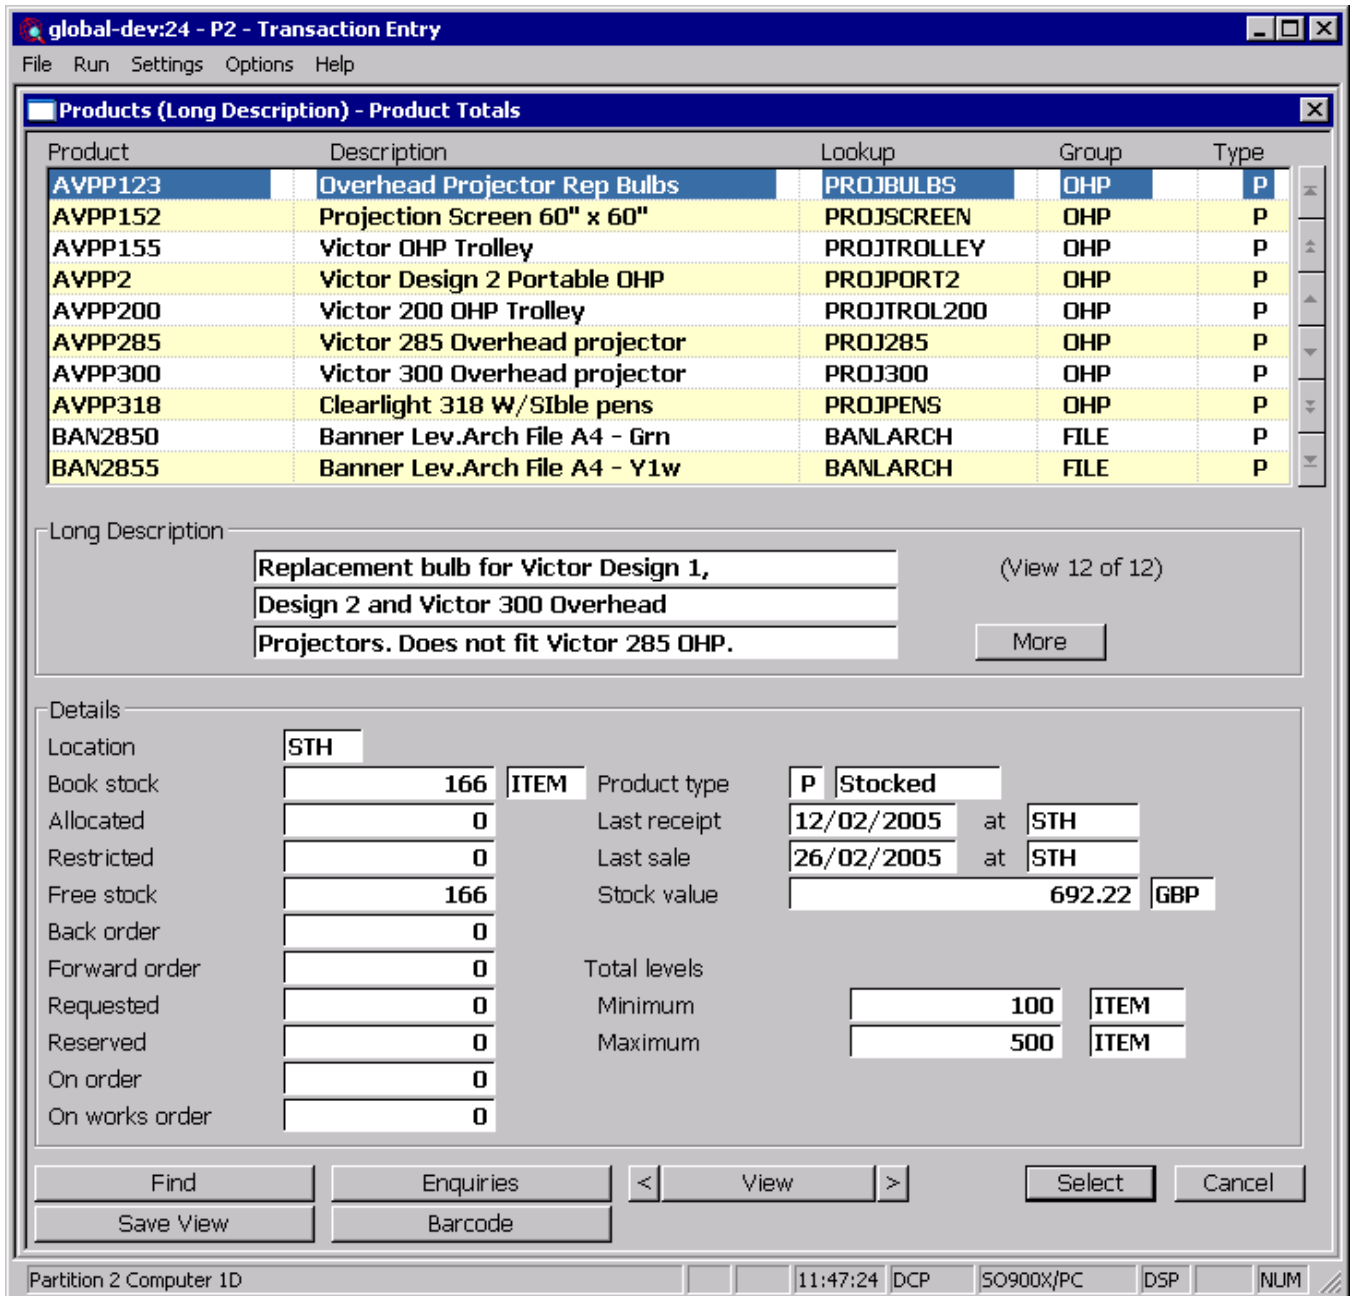 global-dev:24 - P2 - Transaction Entry
File Run Settings Options Help
Products (Long Description) - Product Totals
Product Description Lookup Group Type
AVPP123 Overhead Projector Rep Bulbs PROJBULBS OHP P
AVPP152 Projection Screen 60" x 60" PROJSCREEN OHP P
AVPP155 Victor OHP Trolley PROJTROLLEY OHP P
AVPP2 Victor Design 2 Portable OHP PROJPORT2 OHP P
AVPP200 Victor 200 OHP Trolley PROJTROL200 OHP P
AVPP285 Victor 285 Overhead projector PROJ285 OHP P
AVPP300 Victor 300 Overhead projector PROJ300 OHP P
AVPP318 Clearlight 318 W/SIble pens PROJPENS OHP P
BAN2850 Banner Lev.Arch File A4 - Grn BANLARCH FILE P
BAN2855 Banner Lev.Arch File A4 - Y1w BANLARCH FILE P
Long Description
Replacement bulb for Victor Design 1, (View 12 of 12)
Design 2 and Victor 300 Overhead
Projectors. Does not fit Victor 285 OHP. More
Details
Location STH
Book stock 166 ITEM Product type P Stocked
Allocated 0 Last receipt 12/02/2005 at STH
Restricted 0 Last sale 26/02/2005 at STH
Free stock 166 Stock value 692.22 GBP
Back order 0
Forward order 0 Total levels
Requested 0 Minimum 100 ITEM
Reserved 0 Maximum 500 ITEM
On order 0
On works order 0
Find Enquiries < View > Select Cancel
Save View Barcode
Partition 2 Computer 1D 11:47:24 DCP SO900X/PC DSP NUM